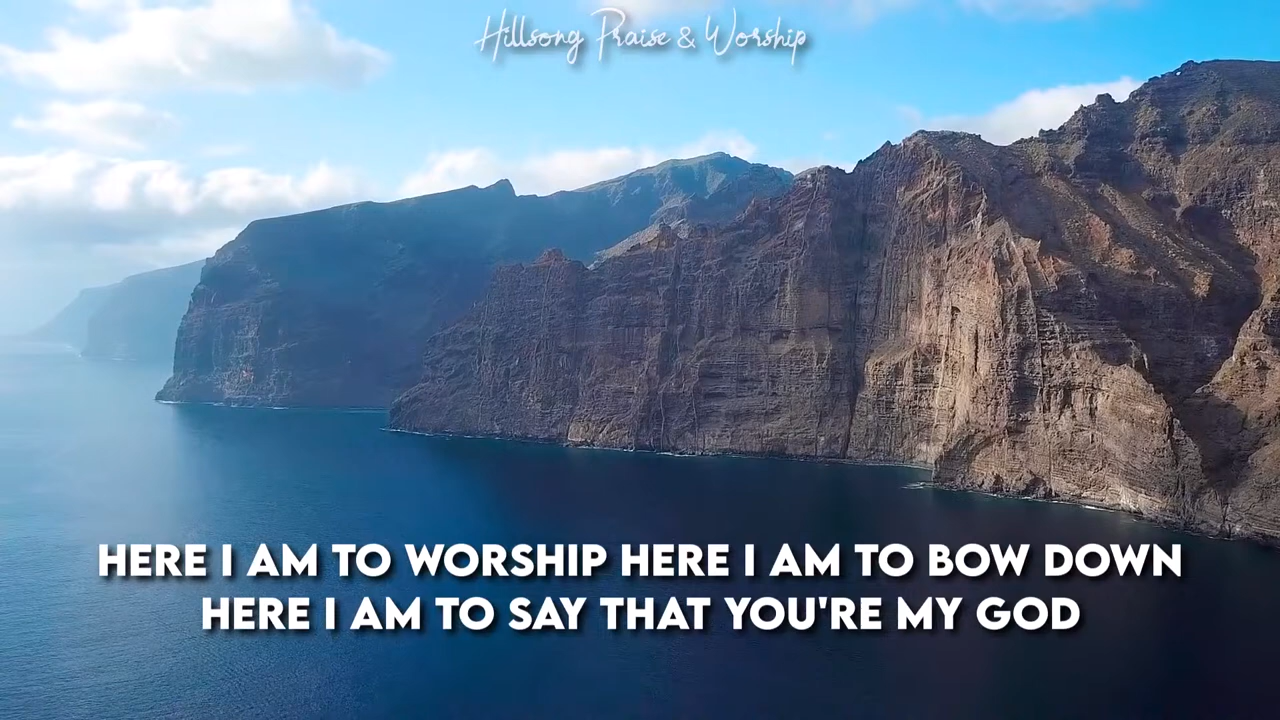 Hillsong Praise & Worship
HERE I AM TO WORSHIP HERE I AM TO BOW DOWN
HERE I AM TO SAY THAT YOU'RE MY GOD